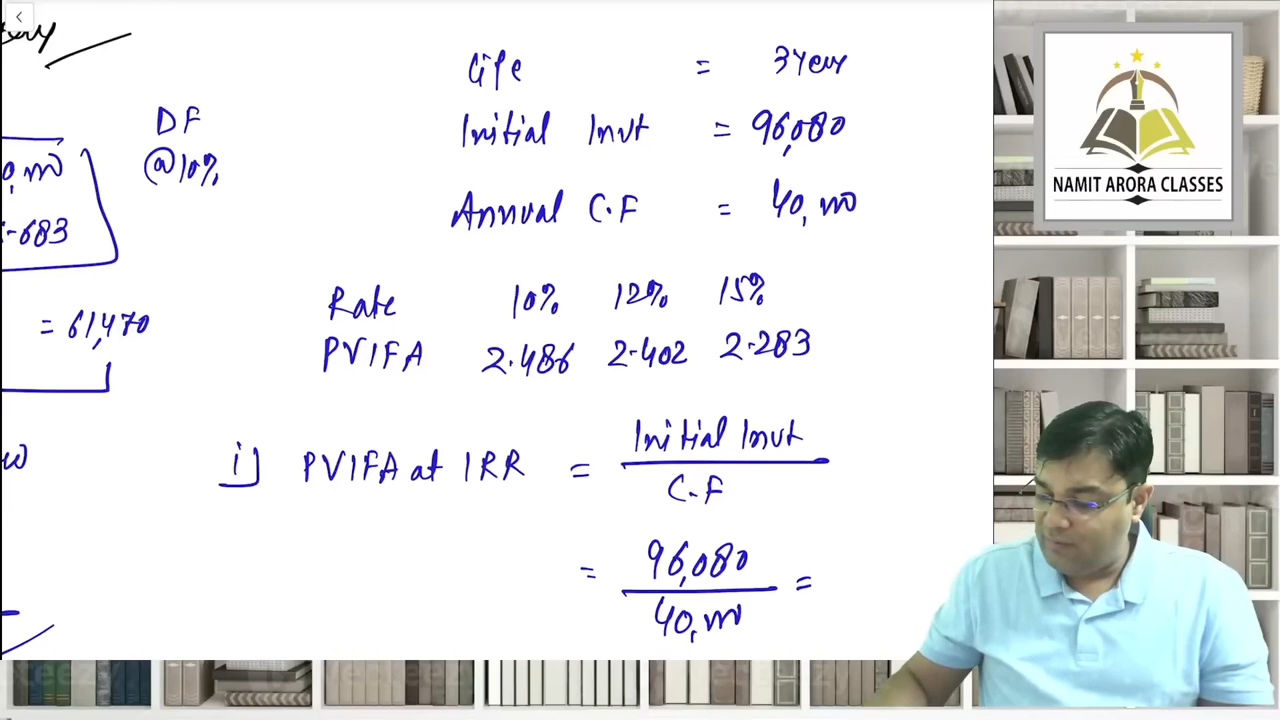 DF
@10%
0,000
683
= 61,470
Life = 3 Year
Initial Invt = 96,080
Annual C.F = 40,000
Rate 10% 12% 15%
PVIFA 2.486 2.402 2.283
i) PVIFA at IRR = Initial Invt
C.F
= 96,080 =
40,000
NAMIT ARORA CLASSES